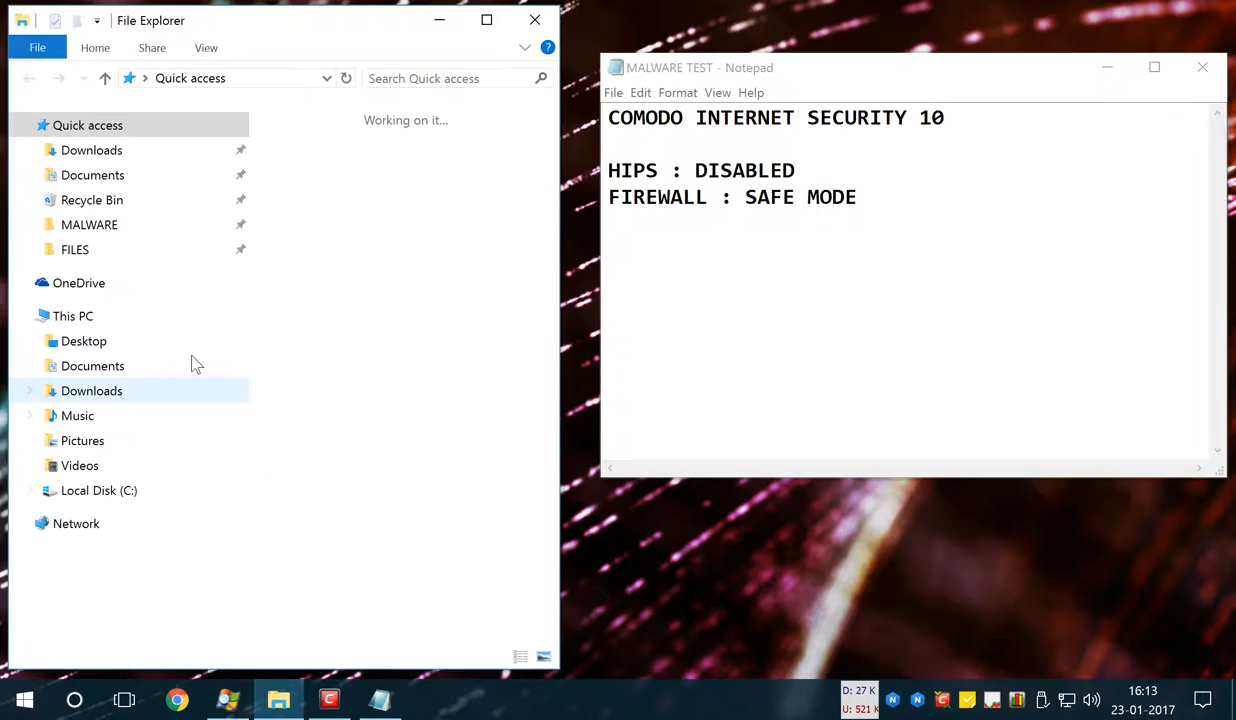 File Explorer
File Home Share View
Quick access
Search Quick access
Quick access
Downloads
Documents
Recycle Bin
MALWARE
FILES
OneDrive
This PC
Desktop
Documents
Downloads
Music
Pictures
Videos
Local Disk (C:)
Network
Working on it...
MALWARE TEST - Notepad
File Edit Format View Help
COMODO INTERNET SECURITY 10
HIPS : DISABLED
FIREWALL : SAFE MODE
D: 27 K
U: 521 K
16:13
23-01-2017